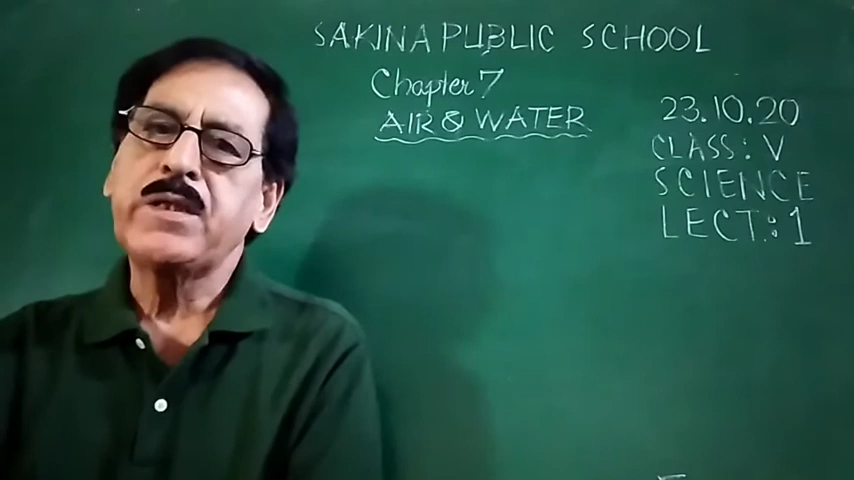 SAKINA PUBLIC SCHOOL
Chapter 7
AIR & WATER
23.10.20
CLASS: V
SCIENCE
LECT: 1